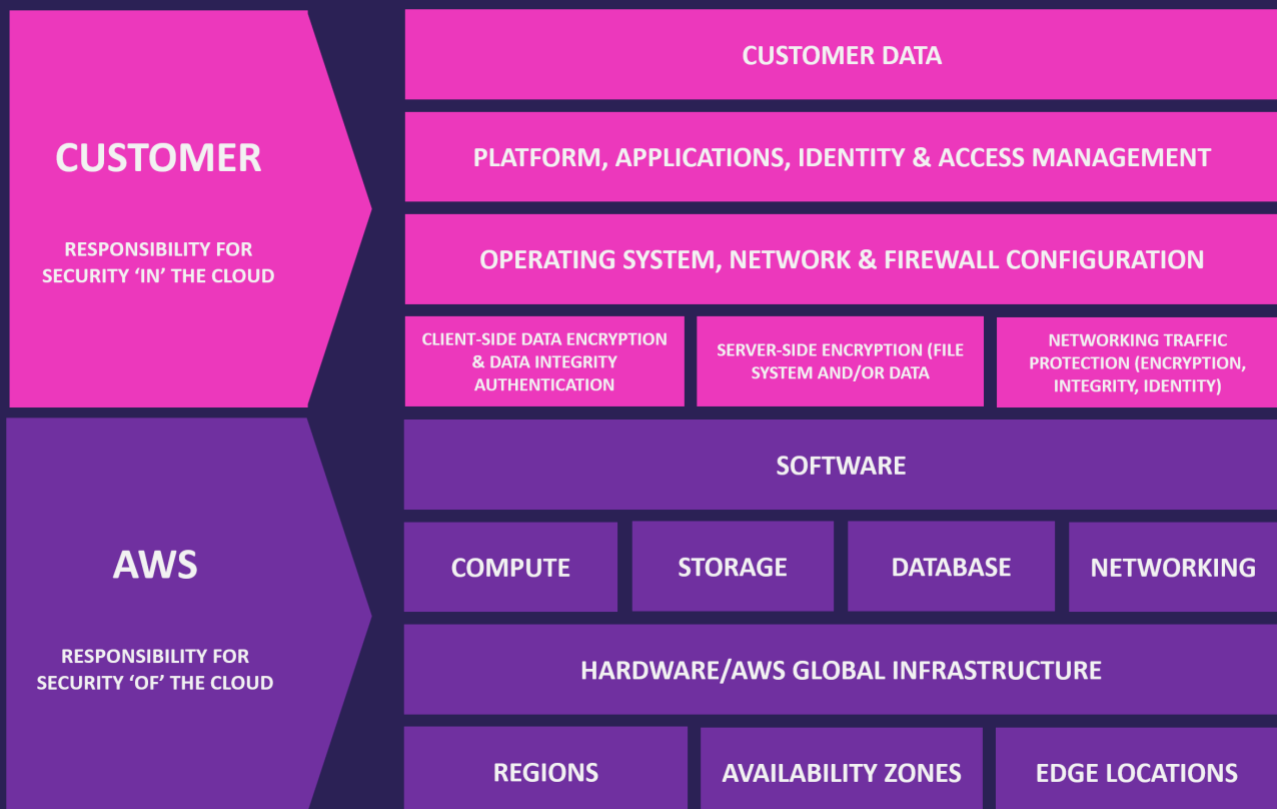 CUSTOMER
RESPONSIBILITY FOR
SECURITY ‘IN’ THE CLOUD
CUSTOMER DATA
PLATFORM, APPLICATIONS, IDENTITY & ACCESS MANAGEMENT
OPERATING SYSTEM, NETWORK & FIREWALL CONFIGURATION
CLIENT-SIDE DATA ENCRYPTION
& DATA INTEGRITY
AUTHENTICATION
SERVER-SIDE ENCRYPTION (FILE
SYSTEM AND/OR DATA
NETWORKING TRAFFIC
PROTECTION (ENCRYPTION,
INTEGRITY, IDENTITY)
AWS
RESPONSIBILITY FOR
SECURITY ‘OF’ THE CLOUD
SOFTWARE
COMPUTE
STORAGE
DATABASE
NETWORKING
HARDWARE/AWS GLOBAL INFRASTRUCTURE
REGIONS
AVAILABILITY ZONES
EDGE LOCATIONS